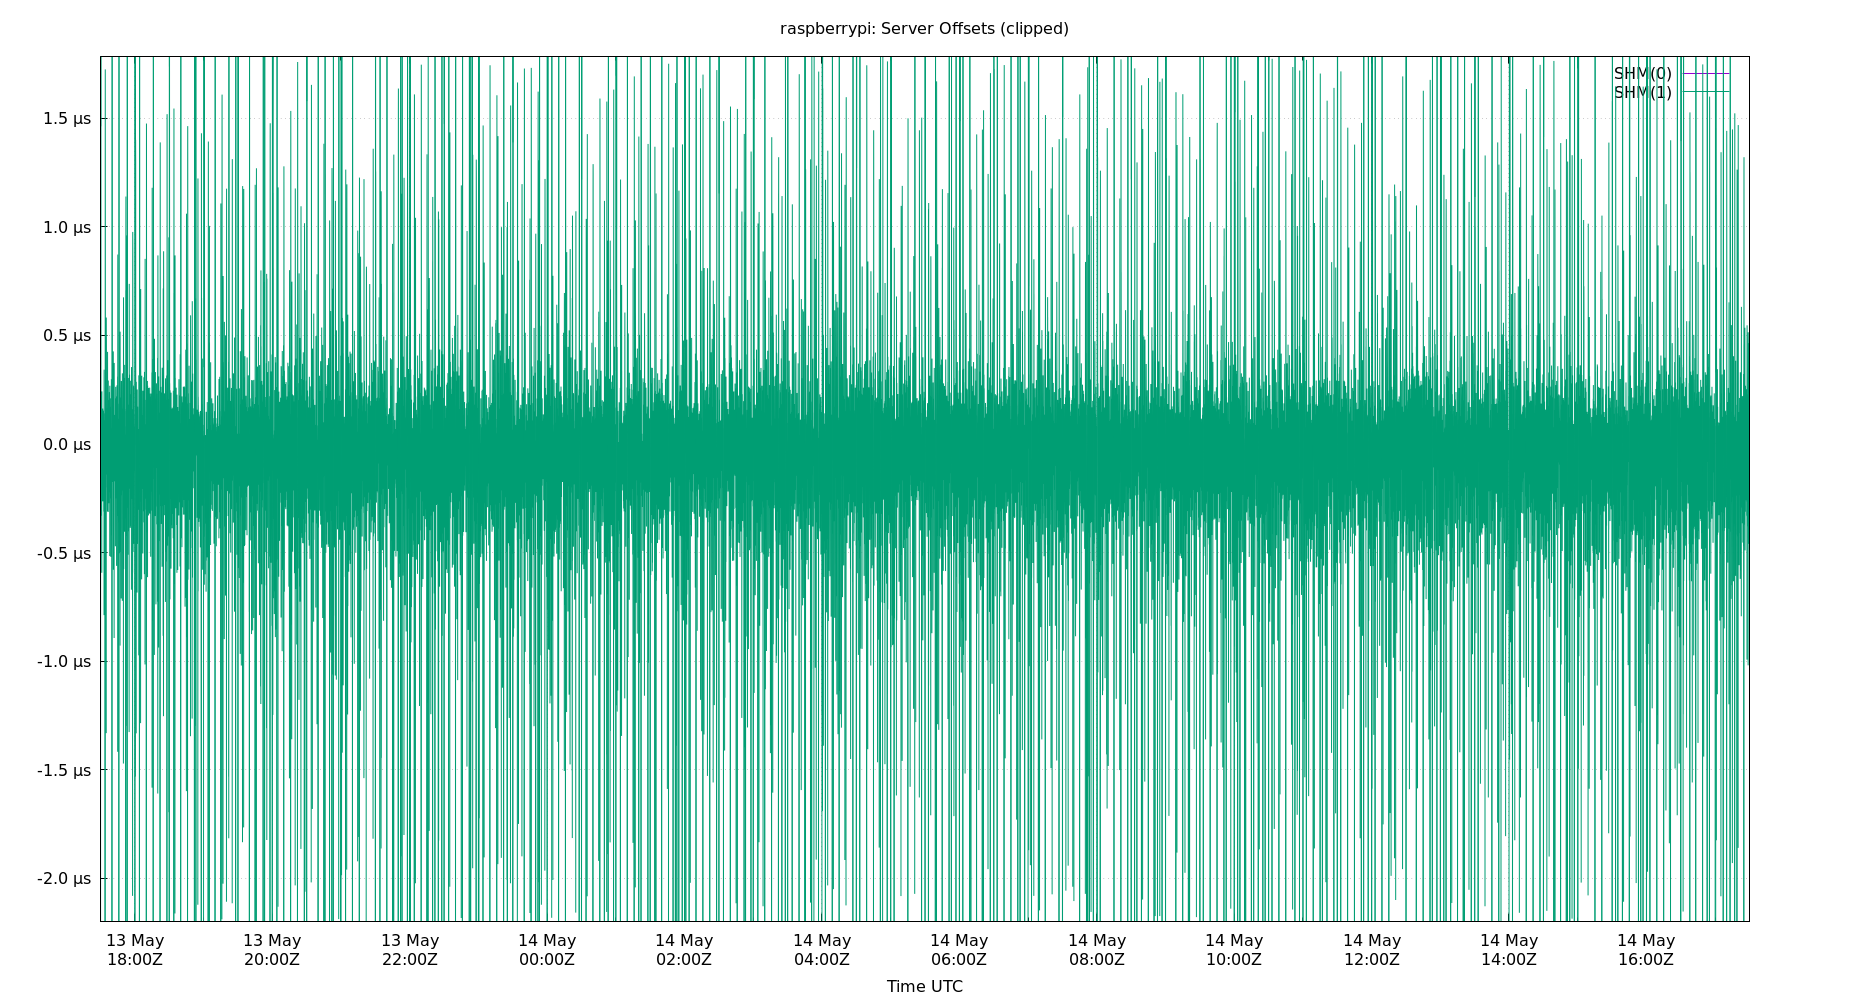 raspberrypi: Server Offsets (clipped)
SHM(0)
SHM(1)
1.5 µs
1.0 µs
0.5 µs
0.0 µs
-0.5 µs
-1.0 µs
-1.5 µs
-2.0 µs
13 May 13 May 13 May 14 May 14 May 14 May 14 May 14 May 14 May 14 May 14 May 14 May
18:00Z 20:00Z 22:00Z 00:00Z 02:00Z 04:00Z 06:00Z 08:00Z 10:00Z 12:00Z 14:00Z 16:00Z
Time UTC